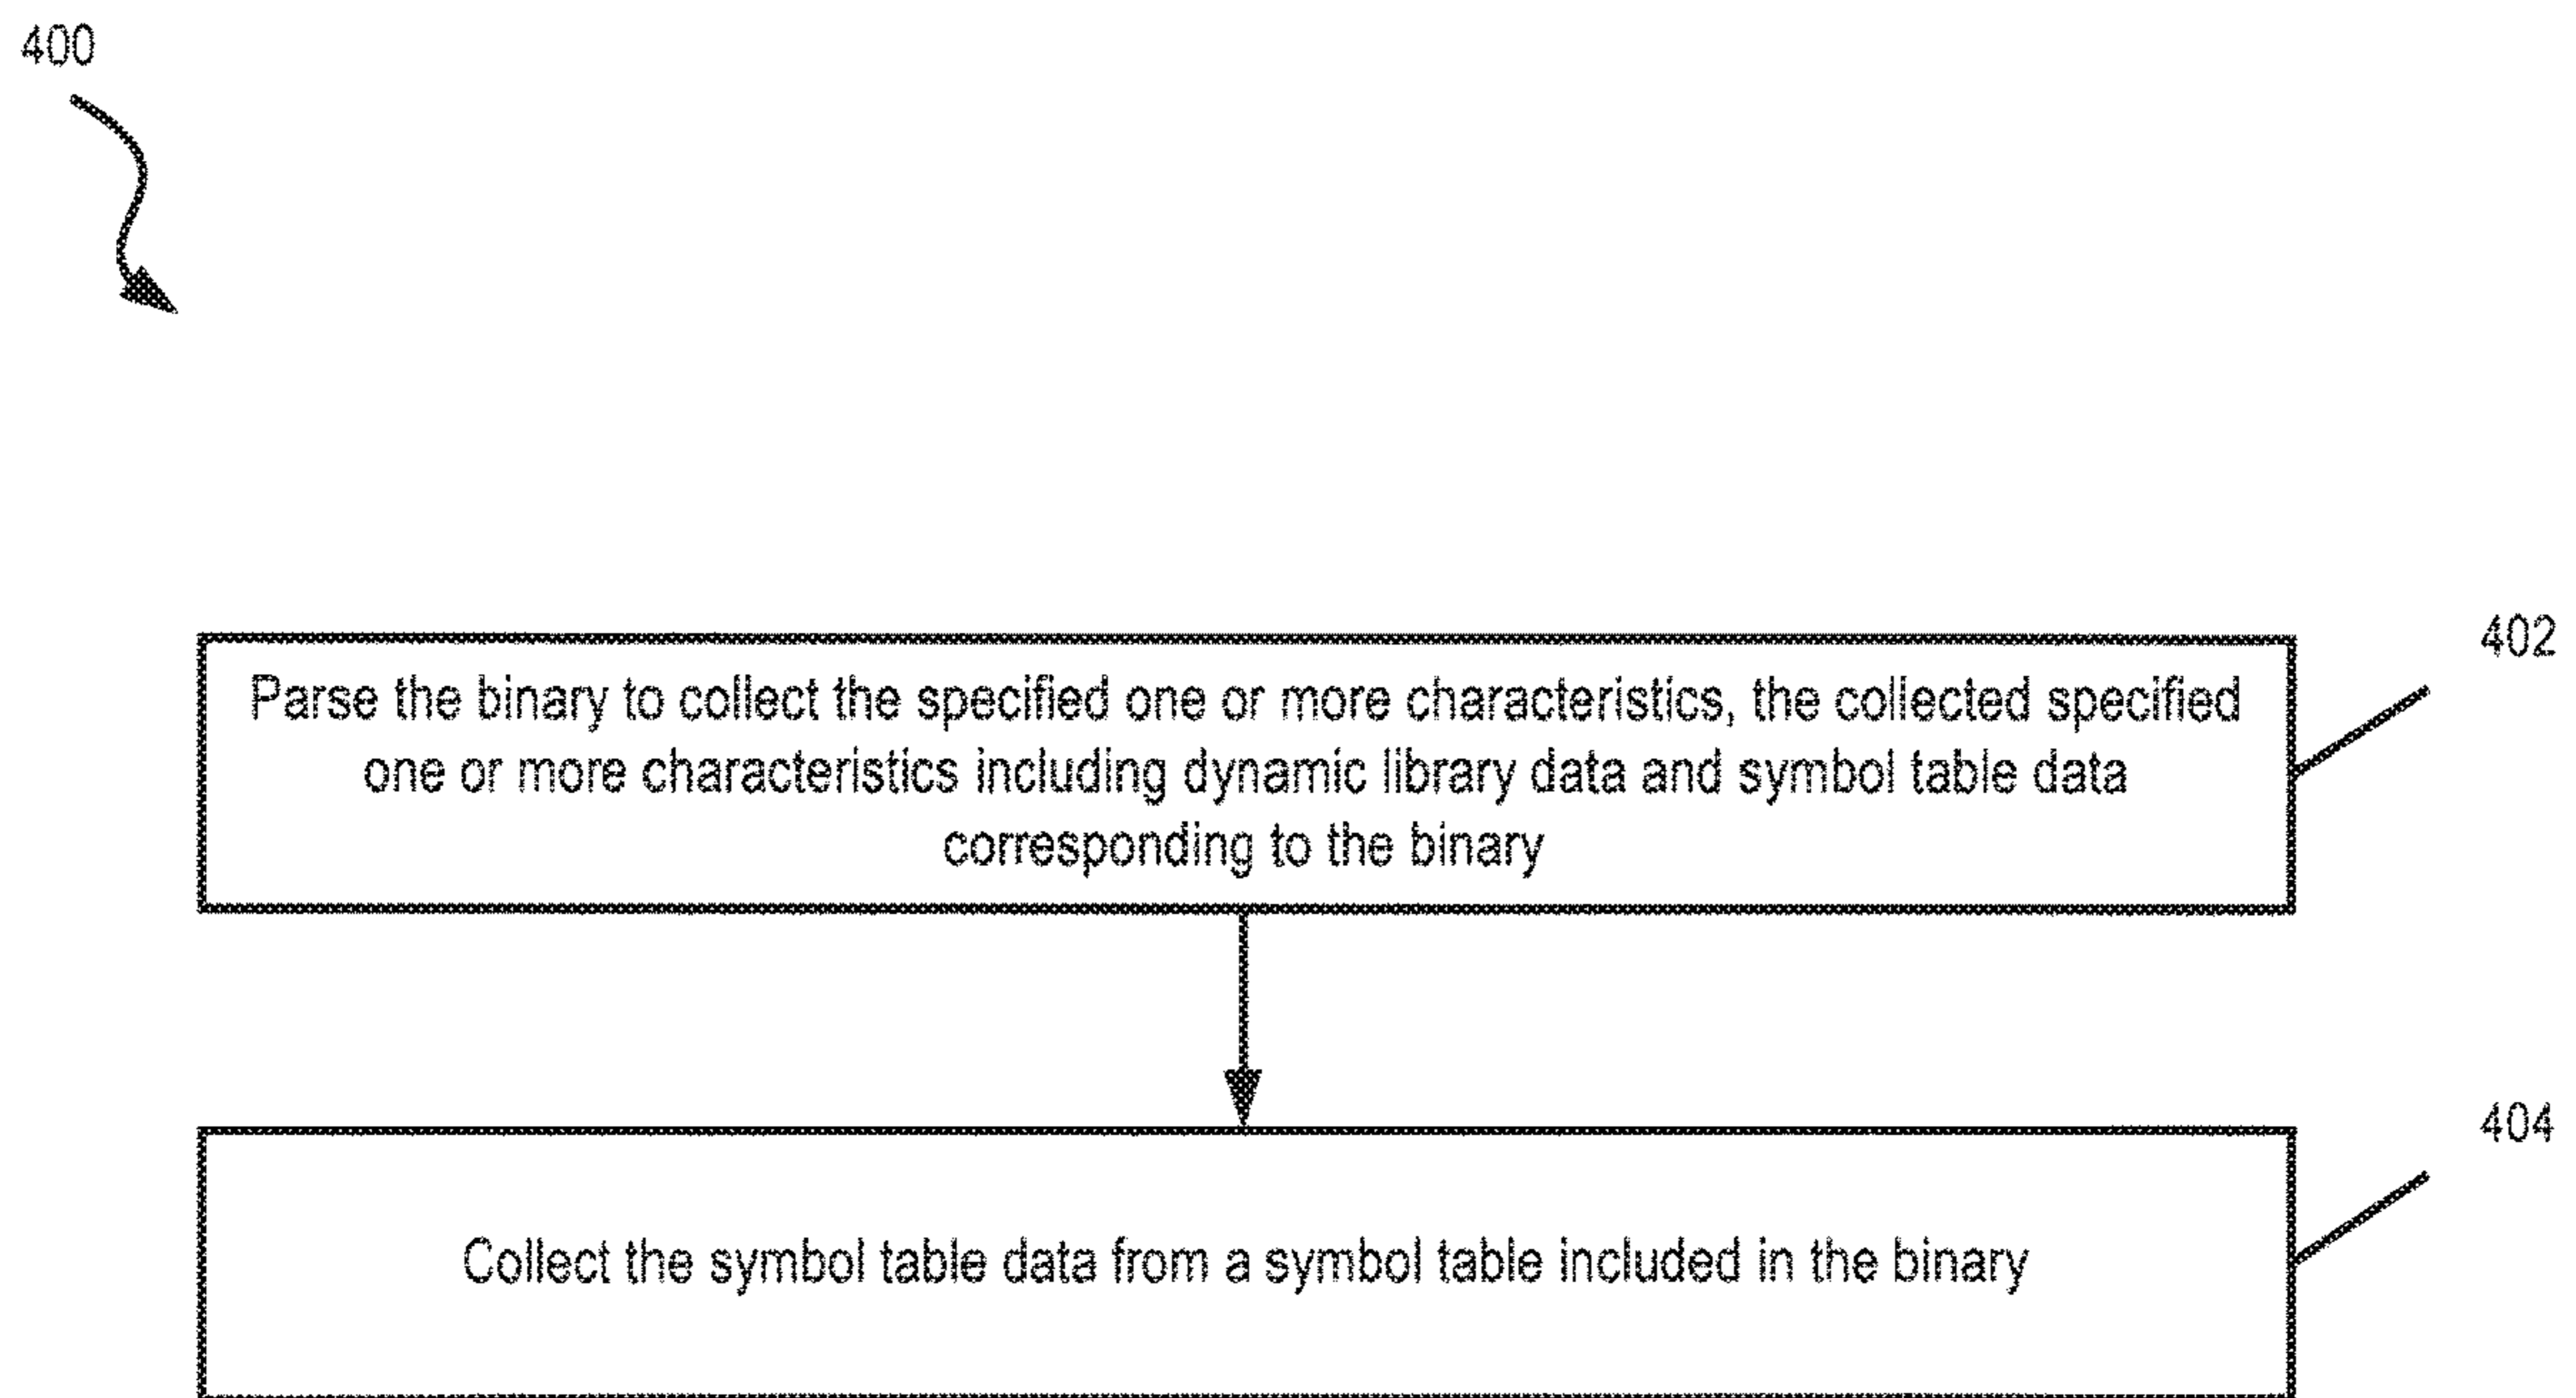 400
402
Parse the binary to collect the specified one or more characteristics, the collected specified
one or more characteristics including dynamic library data and symbol table data
corresponding to the binary
404
Collect the symbol table data from a symbol table included in the binary